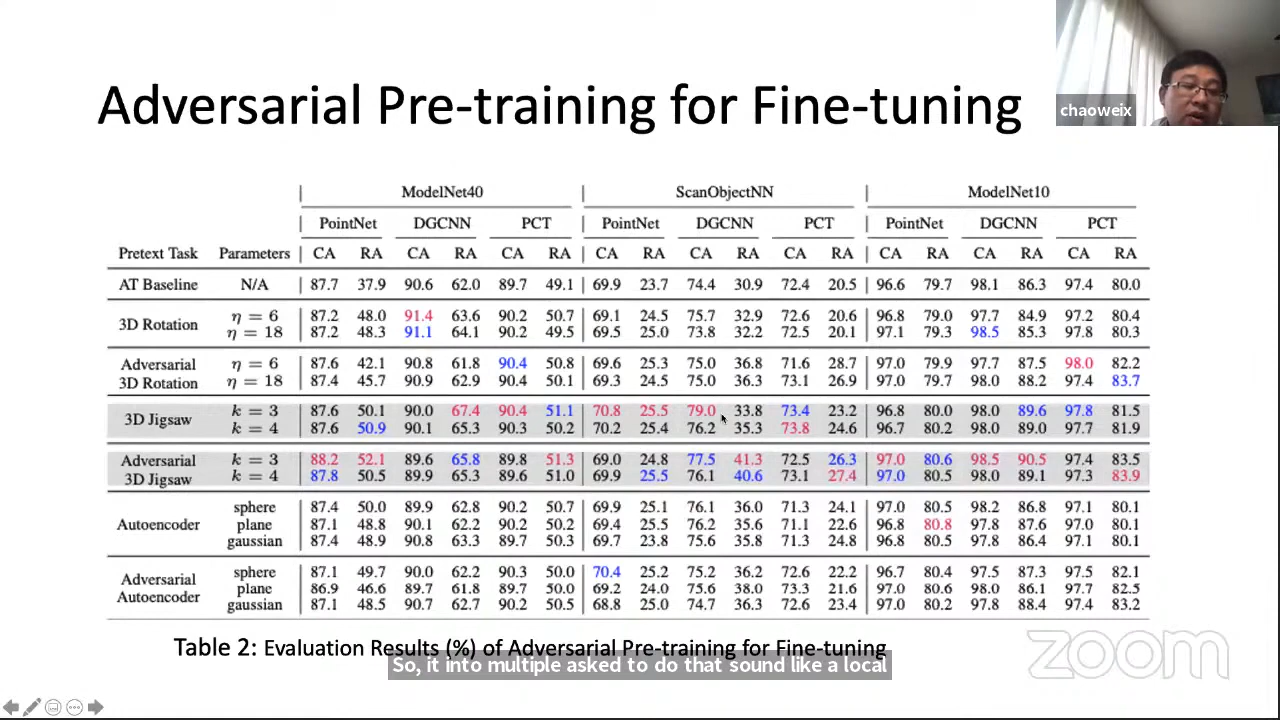 Adversarial Pre-training for Fine-tuning
chaoweix
ModelNet40 ScanObjectNN ModelNet10
PointNet DGCNN PCT PointNet DGCNN PCT PointNet DGCNN PCT
Pretext Task Parameters CA RA CA RA CA RA CA RA CA RA CA RA CA RA CA RA CA RA
AT Baseline N/A 87.7 37.9 90.6 62.0 89.7 49.1 69.9 23.7 74.4 30.9 72.4 20.5 96.6 79.7 98.1 86.3 97.4 80.0
3D Rotation η = 6 87.2 48.0 91.4 63.6 90.2 50.7 69.1 24.5 75.7 32.9 72.6 20.6 96.8 79.0 97.7 84.9 97.2 80.4
η = 18 87.2 48.3 91.1 64.1 90.2 49.5 69.5 25.0 73.8 32.2 72.5 20.1 97.1 79.3 98.5 85.3 97.8 80.3
Adversarial η = 6 87.6 42.1 90.8 61.8 90.4 50.8 69.6 25.3 75.0 36.8 71.6 28.7 97.0 79.9 97.7 87.5 98.0 82.2
3D Rotation η = 18 87.4 45.7 90.9 62.9 90.4 50.1 69.3 24.5 75.0 36.3 73.1 26.9 97.0 79.7 98.0 88.2 97.4 83.7
3D Jigsaw k = 3 87.6 50.1 90.0 67.4 90.4 51.1 70.8 25.5 79.0 33.8 73.4 23.2 96.8 80.0 98.0 89.6 97.8 81.5
k = 4 87.6 50.9 90.1 65.3 90.3 50.2 70.2 25.4 76.2 35.3 73.8 24.6 96.7 80.2 98.0 89.0 97.7 81.9
Adversarial k = 3 88.2 52.1 89.6 65.8 89.8 51.3 69.0 24.8 77.5 41.3 72.5 26.3 97.0 80.6 98.5 90.5 97.4 83.5
3D Jigsaw k = 4 87.8 50.5 89.9 65.3 89.6 51.0 69.9 25.5 76.1 40.6 73.1 27.4 97.0 80.5 98.0 89.1 97.3 83.9
sphere 87.4 50.0 89.9 62.8 90.2 50.7 69.9 25.1 76.1 36.0 71.3 24.1 97.0 80.5 98.2 86.8 97.1 80.1
Autoencoder plane 87.1 48.8 90.1 62.2 90.2 50.2 69.4 25.5 76.2 35.6 71.1 22.6 96.8 80.8 97.8 87.6 97.0 80.1
gaussian 87.4 48.9 90.8 63.3 89.7 50.3 69.7 23.8 75.6 35.8 71.3 24.8 96.8 80.5 97.8 86.4 97.1 80.1
Adversarial sphere 87.1 49.7 90.0 62.2 90.3 50.0 70.4 25.2 75.2 36.2 72.6 22.2 96.7 80.4 97.5 87.3 97.5 82.1
Autoencoder plane 86.9 46.6 89.7 61.8 89.7 50.0 69.2 24.0 75.6 38.0 73.3 21.6 97.0 80.6 98.0 86.1 97.7 82.5
gaussian 87.1 48.5 90.7 62.7 90.2 50.5 68.8 25.0 74.7 36.3 72.6 23.4 97.0 80.2 97.8 88.4 97.4 83.2
Table 2: Evaluation Results (%) of Adversarial Pre-training for Fine-tuning
So, it into multiple asked to do that sound like a local
zoom